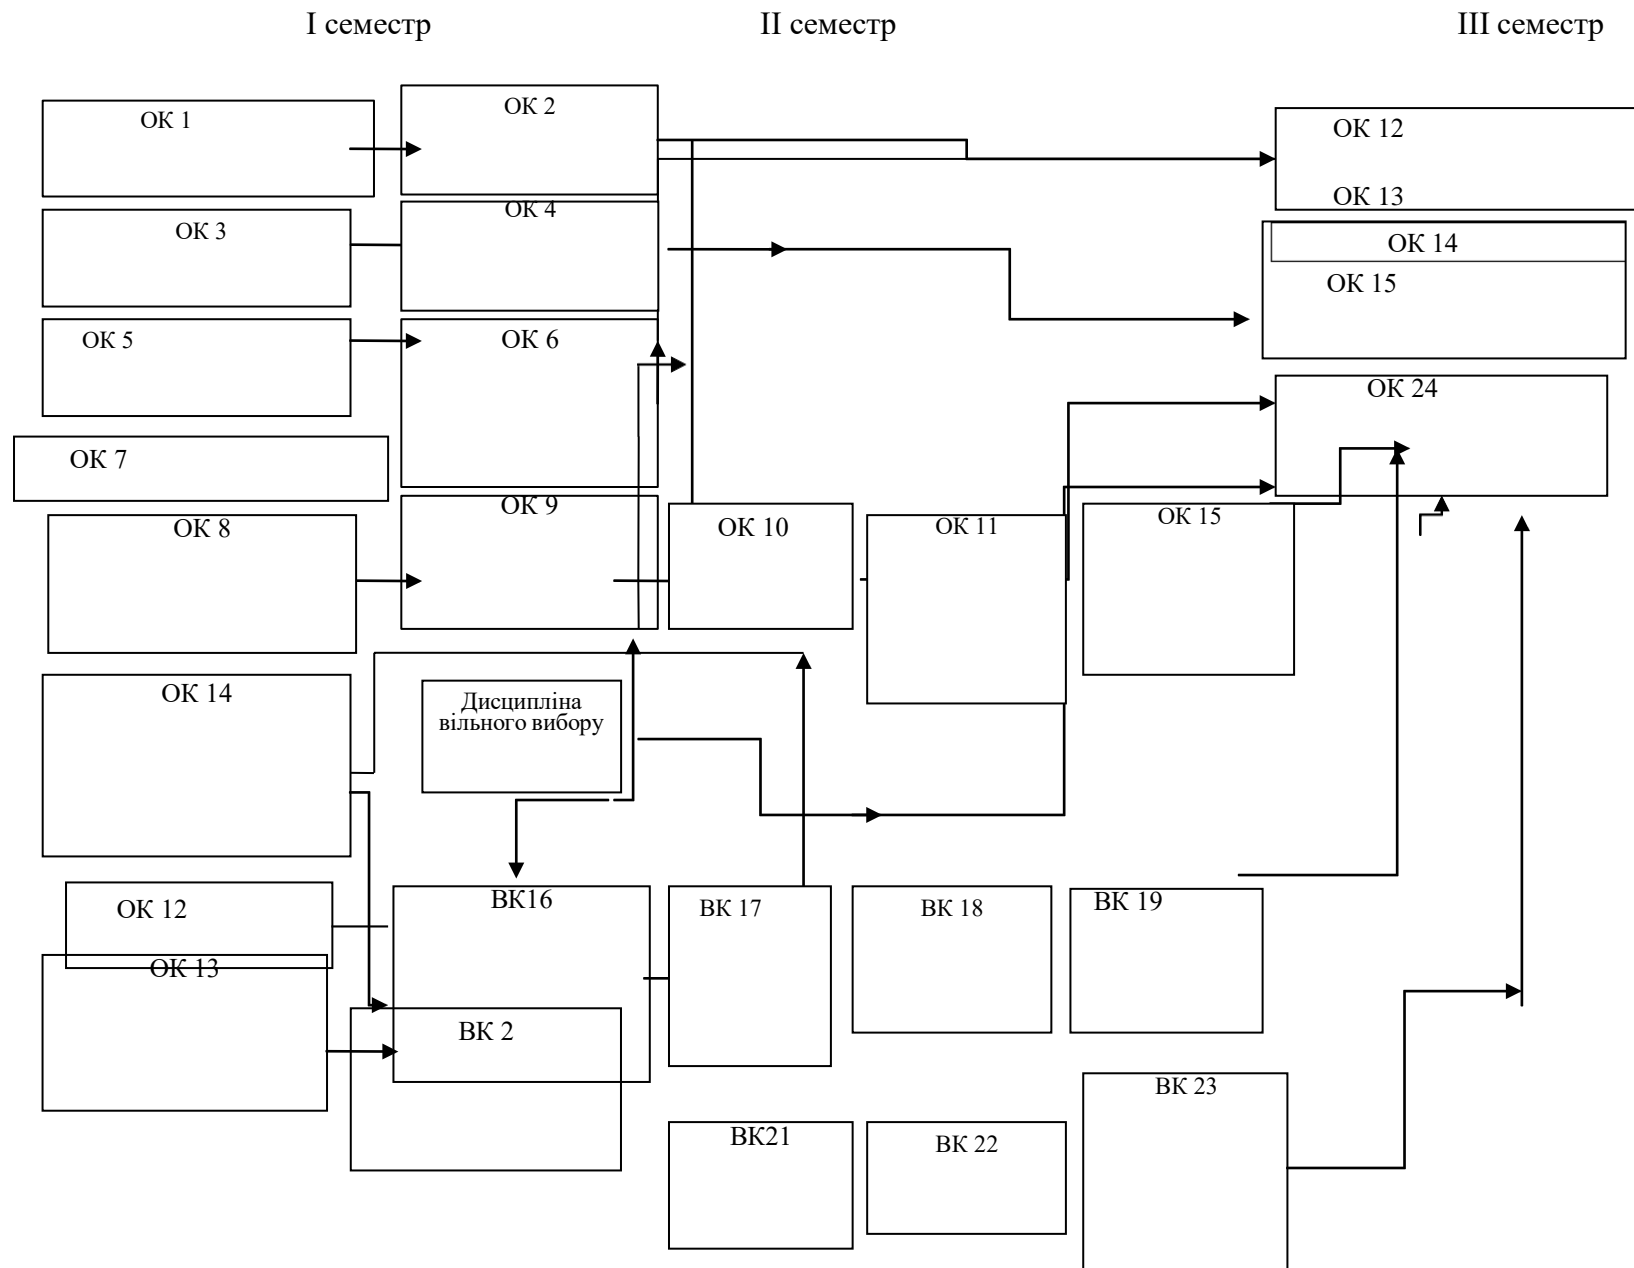 І семестр
ІІ семестр
ІІІ семестр
ОК 1
ОК 2
ОК 12
ОК 13
ОК 3
ОК 4
ОК 14
ОК 15
ОК 5
ОК 6
ОК 24
ОК 7
ОК 8
ОК 9
ОК 10
ОК 11
ОК 15
ОК 14
Дисципліна
вільного вибору
ОК 12
ВК16
ВК 17
ВК 18
ВК 19
ОК 13
ВК 2
ВК21
ВК 22
ВК 23